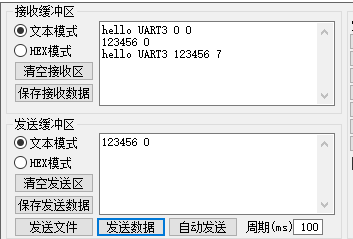 接收缓冲区
文本模式
HEX模式
清空接收区
保存接收数据
hello UART3 0 0
123456 0
hello UART3 123456 7
发送缓冲区
文本模式
HEX模式
清空发送区
保存发送数据
123456 0
发送文件 发送数据 自动发送 周期(ms) 100